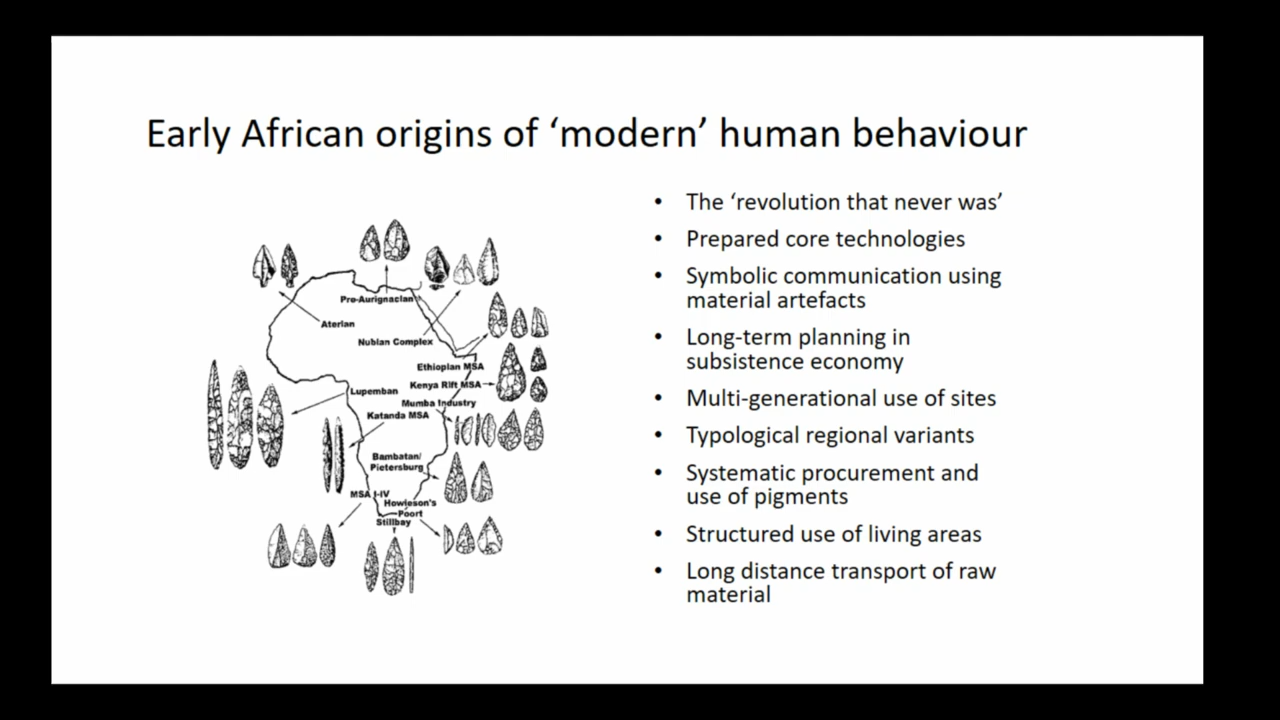 Early African origins of ‘modern’ human behaviour
Pre-Aurignacian
Aterian
Nubian Complex
Ethiopian MSA
Kenya Rift MSA
Lupemban
Mumba Industry
Katanda MSA
Bambatan/
Pietersburg
MSA I-IV
Howieson's
Poort
Stillbay
• The ‘revolution that never was’
• Prepared core technologies
• Symbolic communication using
material artefacts
• Long-term planning in
subsistence economy
• Multi-generational use of sites
• Typological regional variants
• Systematic procurement and
use of pigments
• Structured use of living areas
• Long distance transport of raw
material